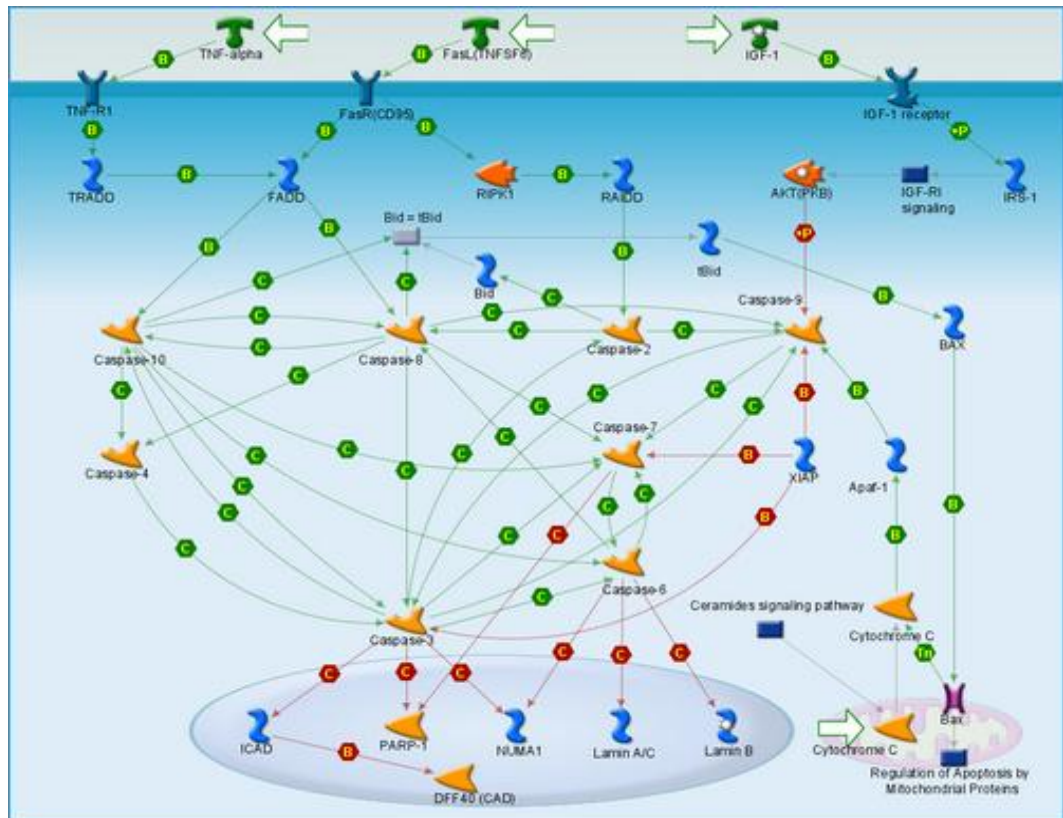 TNF-alpha
FasL(TNFSF6)
IGF-1
B
B
B
TNF-R1
FasR(CD95)
IGF-1 receptor
B
B
B
+P
TRADD
B
FADD
RIPK1
B
RAIDD
AKT(PKB)
IGF-RI
signaling
IRS-1
Bid = tBid
B
B
B
+P
tBid
Bid
C
C
C
Caspase-9
B
C
C
C
C
C
Caspase-10
Caspase-8
Caspase-2
BAX
C
C
C
C
C
C
B
B
Caspase-7
Caspase-4
C
C
C
C
B
XIAP
Apaf-1
C
C
C
C
B
B
B
C
C
C
Caspase-6
C
Ceramides signaling pathway
Caspase-3
Cytochrome C
C
C
C
C
C
C
Tn
ICAD
PARP-1
NUMA1
Lamin A/C
Lamin B
Cytochrome C
Bax
B
DFF40 (CAD)
Regulation of Apoptosis by
Mitochondrial Proteins